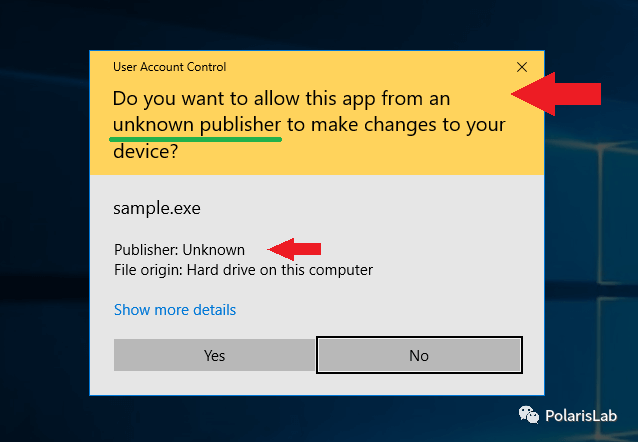 User Account Control
Do you want to allow this app from an
unknown publisher to make changes to your
device?
sample.exe
Publisher: Unknown
File origin: Hard drive on this computer
Show more details
Yes
No
PolarisLab